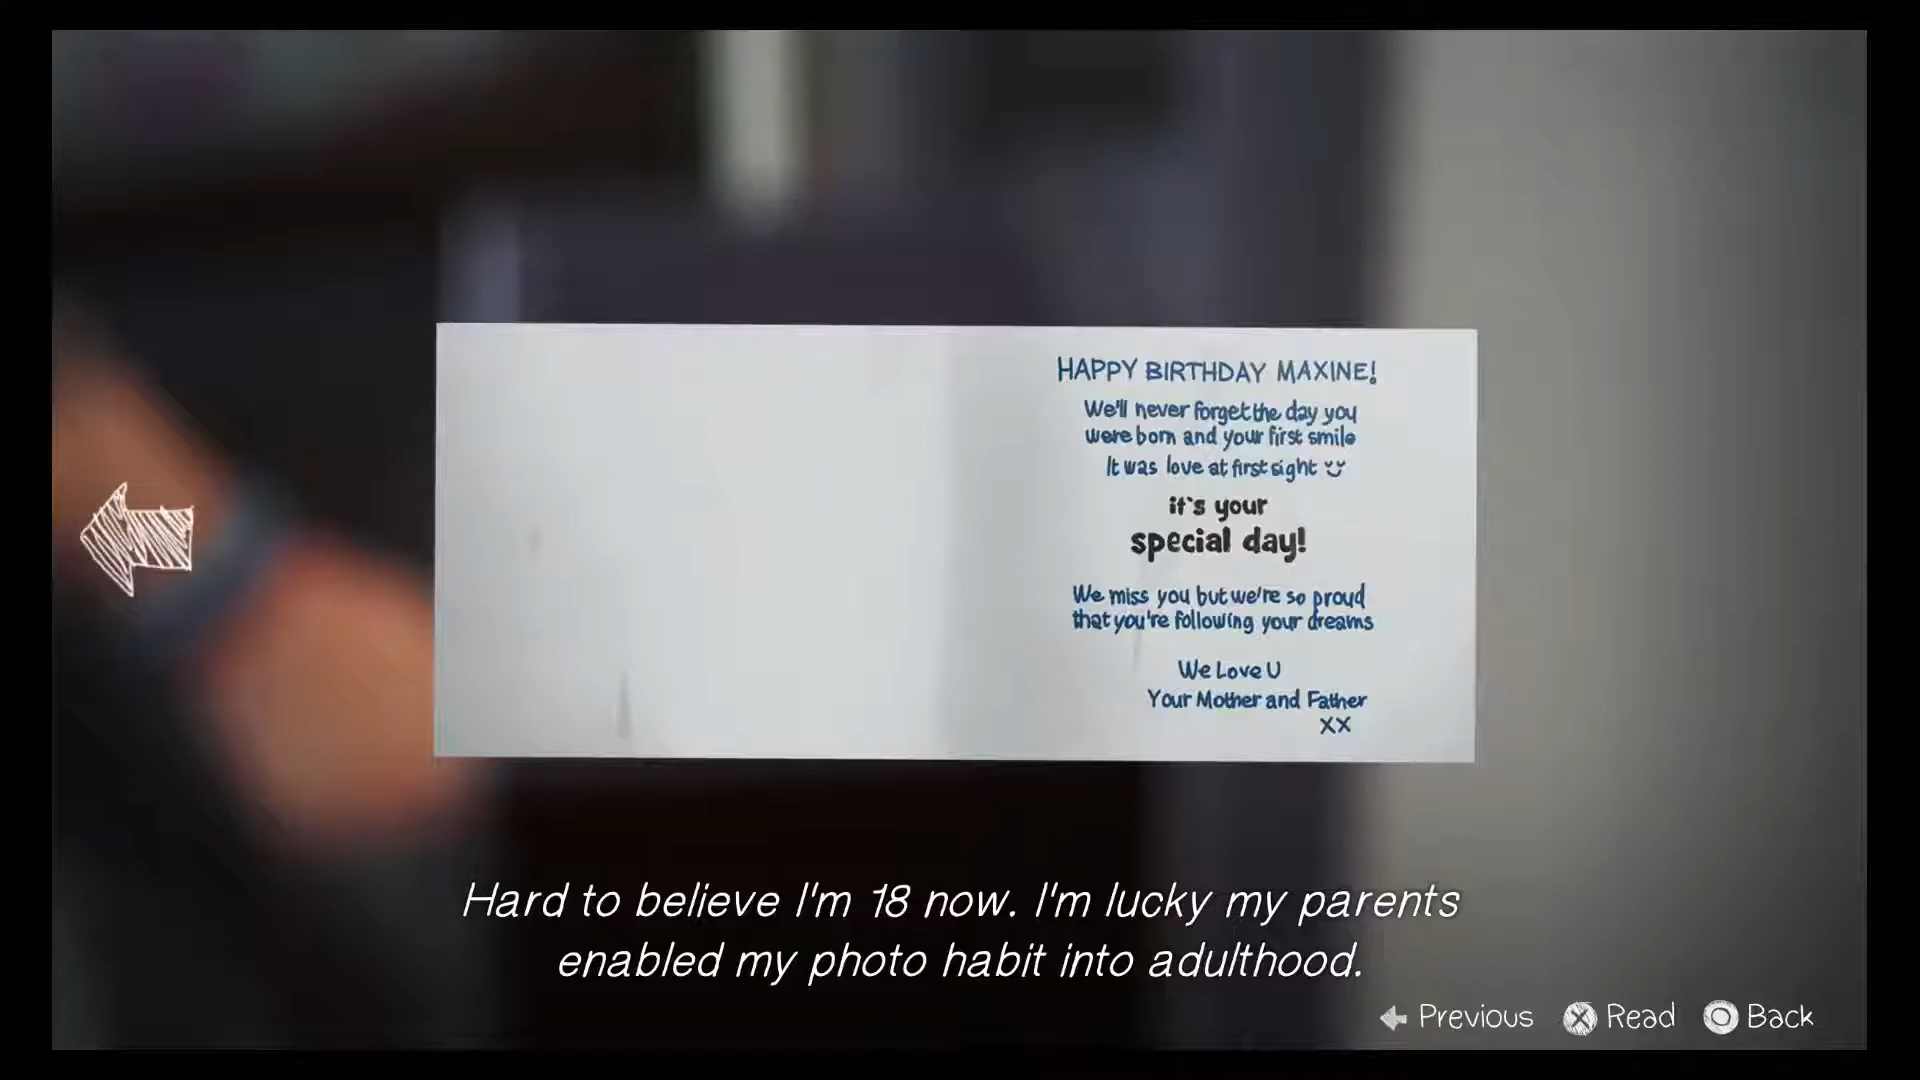 HAPPY BIRTHDAY MAXINE!
We'll never forget the day you
were born and your first smile
It was love at first sight
it's your
special day!
We miss you but we're so proud
that you're following your dreams
We Love U
Your Mother and Father
XX
Hard to believe I'm 18 now. I'm lucky my parents
enabled my photo habit into adulthood.
Previous Read Back